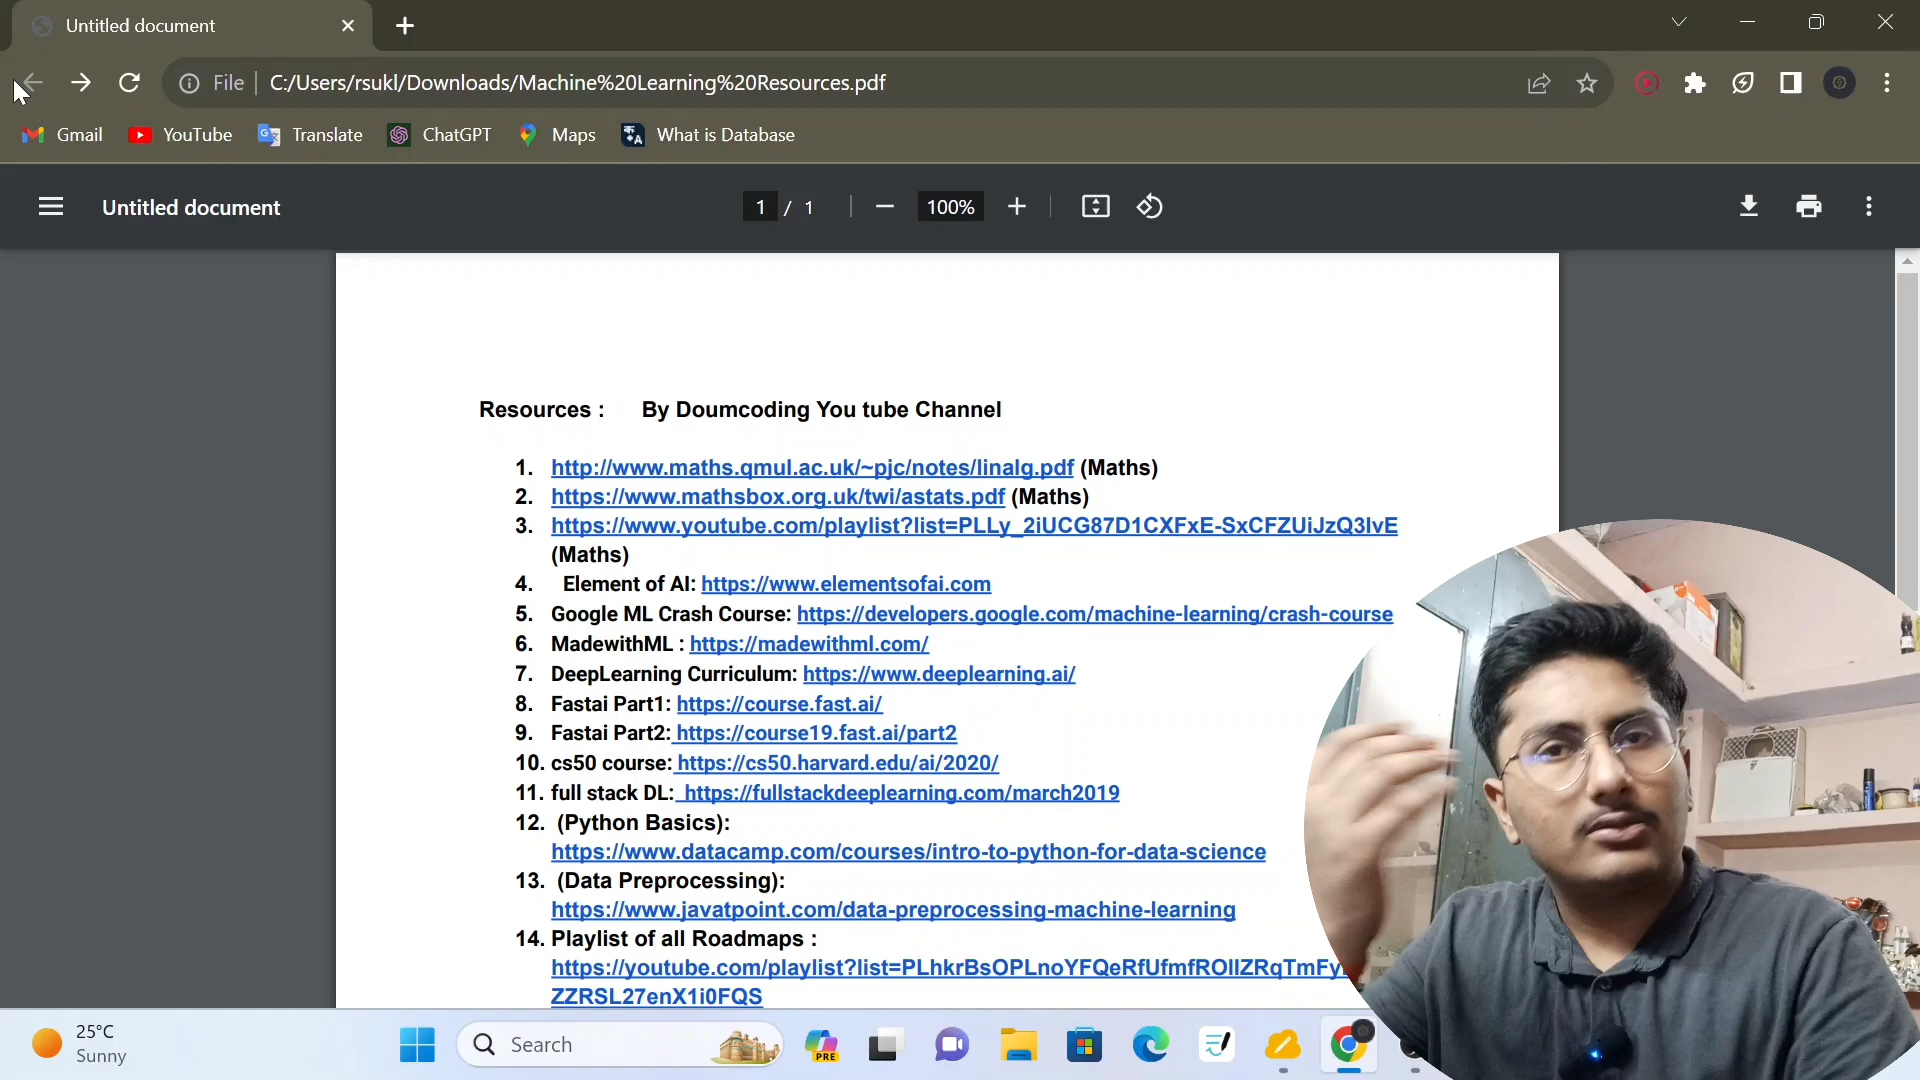 Untitled document
File C:/Users/rsukl/Downloads/Machine%20Learning%20Resources.pdf
Gmail YouTube Translate ChatGPT Maps What is Database
Untitled document 1 / 1 100%
Resources : By Doumcoding You tube Channel
1. http://www.maths.qmul.ac.uk/~pjc/notes/linalg.pdf (Maths)
2. https://www.mathsbox.org.uk/twi/astats.pdf (Maths)
3. https://www.youtube.com/playlist?list=PLLy_2iUCG87D1CXFxE-SxCFZUiJzQ3IvE
(Maths)
4. Element of AI: https://www.elementsofai.com
5. Google ML Crash Course: https://developers.google.com/machine-learning/crash-course
6. MadewithML : https://madewithml.com/
7. DeepLearning Curriculum: https://www.deeplearning.ai/
8. Fastai Part1: https://course.fast.ai/
9. Fastai Part2: https://course19.fast.ai/part2
10. cs50 course: https://cs50.harvard.edu/ai/2020/
11. full stack DL: https://fullstackdeeplearning.com/march2019
12. (Python Basics):
https://www.datacamp.com/courses/intro-to-python-for-data-science
13. (Data Preprocessing):
https://www.javatpoint.com/data-preprocessing-machine-learning
14. Playlist of all Roadmaps :
https://youtube.com/playlist?list=PLhkrBsOPLnoYFQeRfUfmfROIIZRqTmFy
ZZRSL27enX1i0FQS
25°C
Sunny
Search
PRE